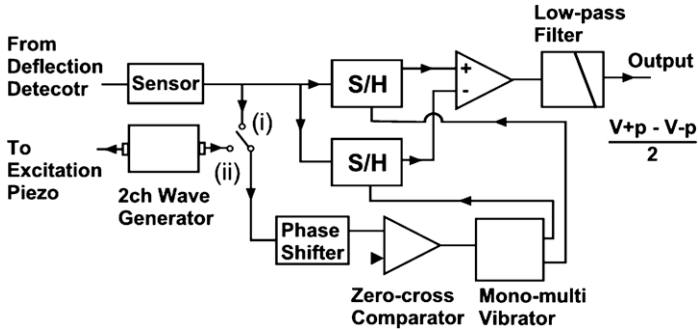 From
Deflection
Detecotr
Sensor
S/H
+
-
Low-pass
Filter
Output
V+p - V-p
2
(i)
(ii)
To
Excitation
Piezo
2ch Wave
Generator
S/H
Phase
Shifter
Zero-cross
Comparator
Mono-multi
Vibrator